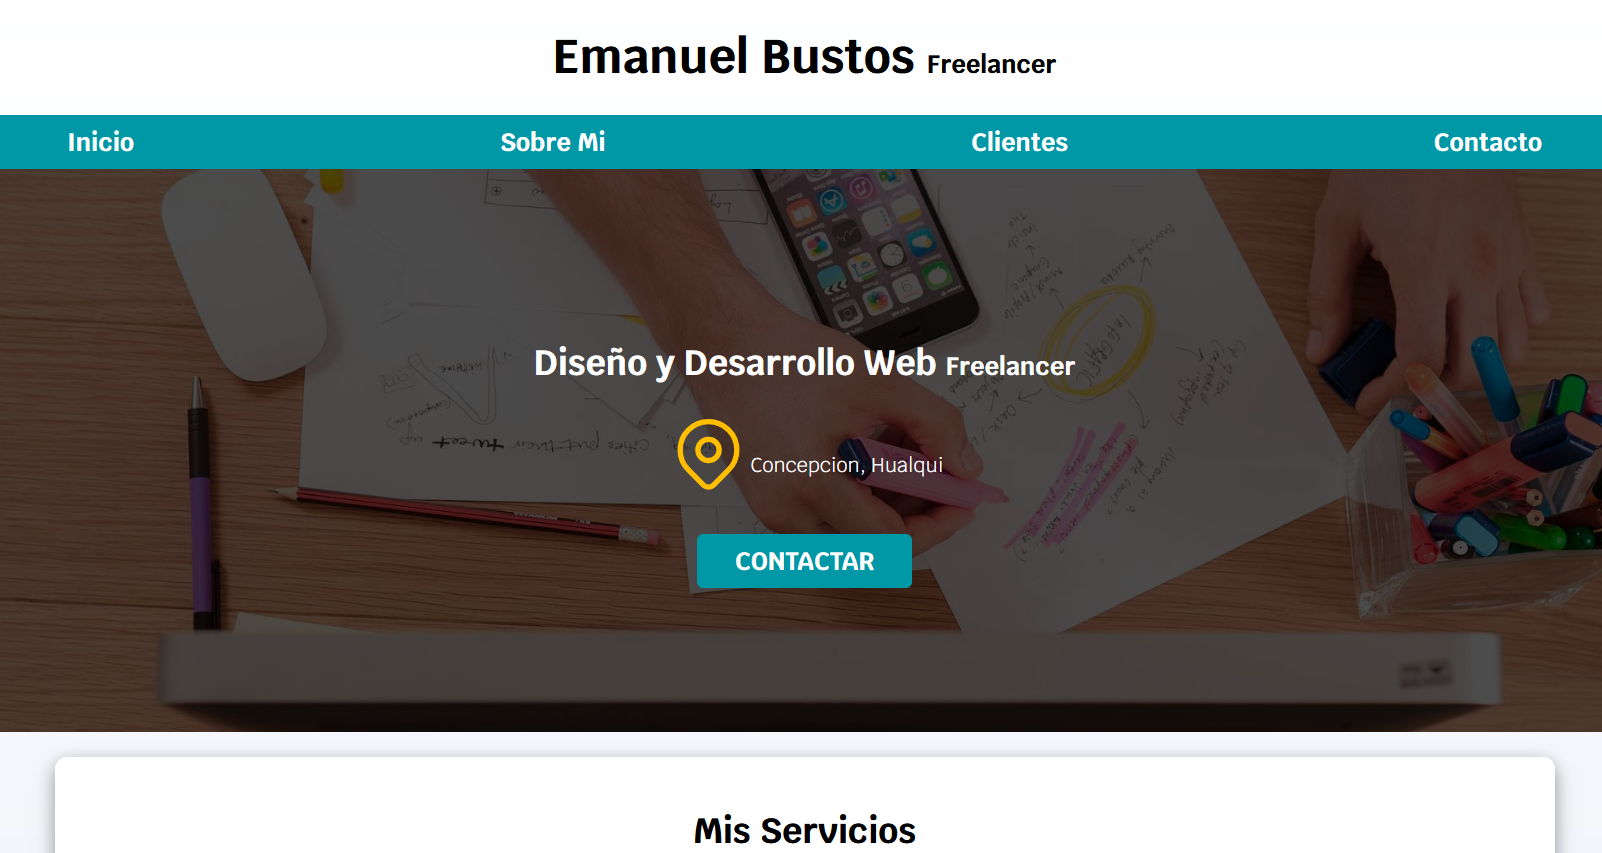 Emanuel Bustos Freelancer
Inicio Sobre Mi Clientes Contacto
Diseño y Desarrollo Web Freelancer
Concepcion, Hualqui
CONTACTAR
Mis Servicios